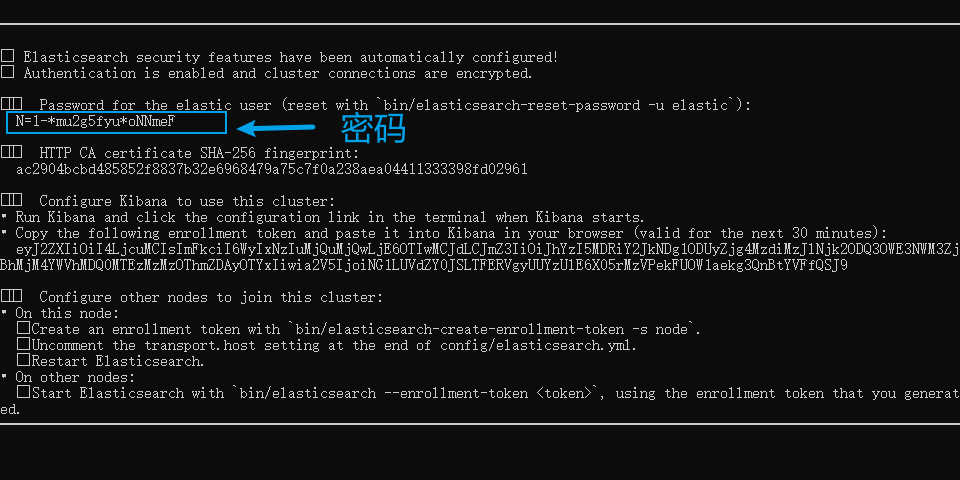 Elasticsearch security features have been automatically configured!
Authentication is enabled and cluster connections are encrypted.
Password for the elastic user (reset with `bin/elasticsearch-reset-password -u elastic`):
N=1-*mu2g5fyu*oNNmeF
密码
HTTP CA certificate SHA-256 fingerprint:
ac2904bcbd485852f8837b32e6968479a75c7f0a238aea04411333398fd02961
Configure Kibana to use this cluster:
• Run Kibana and click the configuration link in the terminal when Kibana starts.
• Copy the following enrollment token and paste it into Kibana in your browser (valid for the next 30 minutes):
eyJ2ZXIiOiI4LjcuMCIsImFkciI6WyIxNzIuMjQuMjQwLjE6OTIwMCJdLCJmZ3IiOiJhYzI5MDRiY2JkNDg1ODUyZjg4MzdiMzJlNjk2ODQ3OWE3NWM3Zj
BhMjM4YWVhMDQ0MTEzMzMzOThmZDAyOTYxIiwia2V5IjoiNG1LUVdZY0JSLTFERVgyUUYzU1E6X05rMzVPekFUOW1aekg3QnBtYVFfQSJ9
Configure other nodes to join this cluster:
• On this node:
Create an enrollment token with `bin/elasticsearch-create-enrollment-token -s node`.
Uncomment the transport.host setting at the end of config/elasticsearch.yml.
Restart Elasticsearch.
• On other nodes:
Start Elasticsearch with `bin/elasticsearch --enrollment-token <token>`, using the enrollment token that you generat
ed.